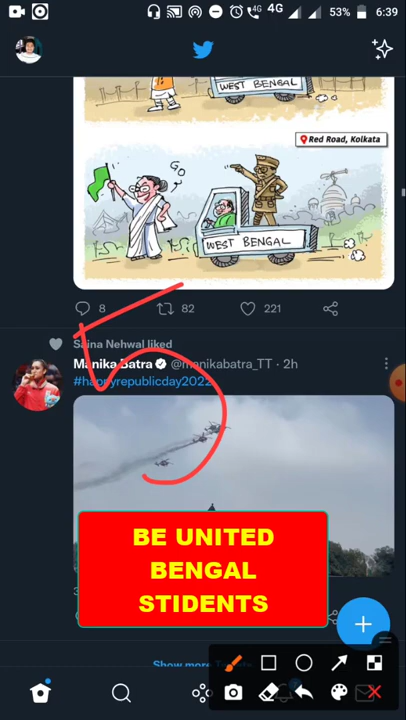 4G
4G
53%
6:39
WEST BENGAL
Red Road, Kolkata
GO
WEST BENGAL
8
82
221
Saina Nehwal liked
Manika Batra @manikabatra_TT · 2h
#happyrepublicday2022
BE UNITED
BENGAL
STIDENTS
Show more Tweets